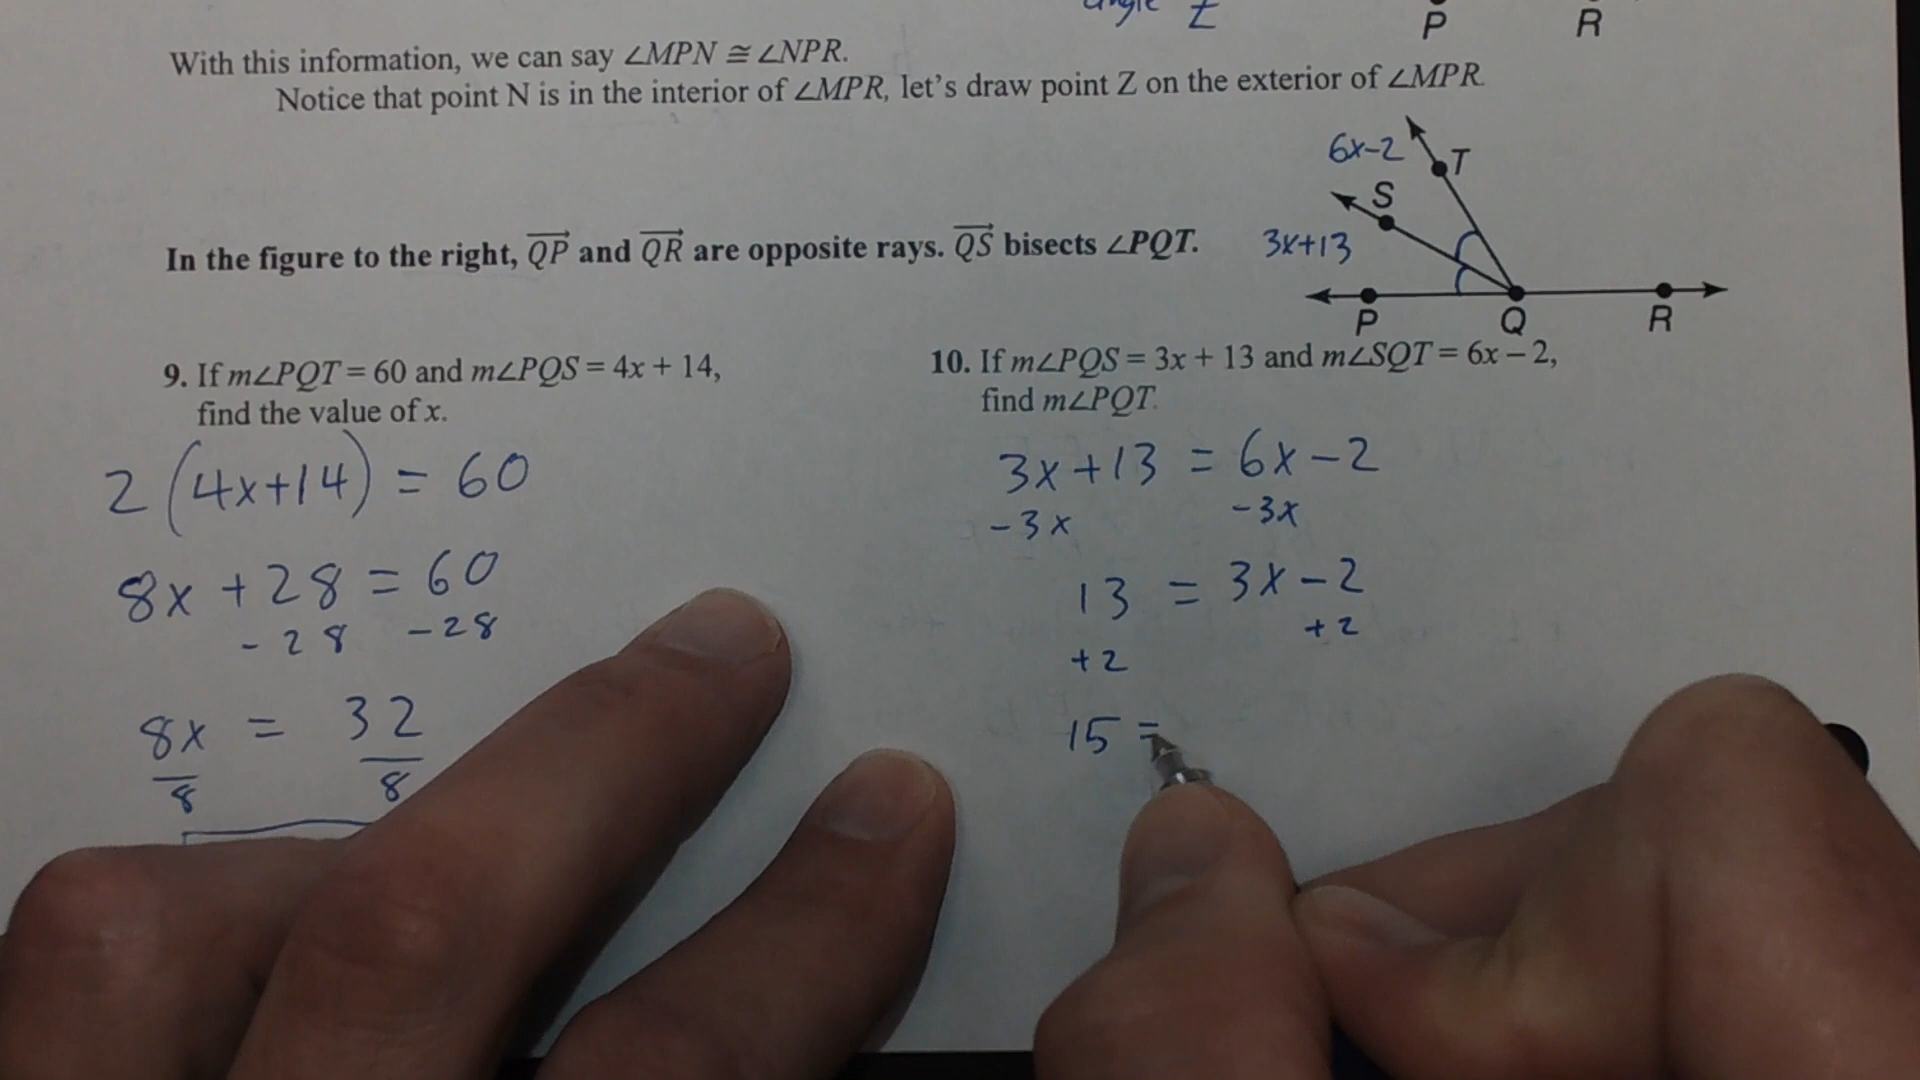 angle Z
P
R
With this information, we can say ∠MPN ≅ ∠NPR.
Notice that point N is in the interior of ∠MPR, let's draw point Z on the exterior of ∠MPR.
6x-2
T
S
3x+13
In the figure to the right, QP and QR are opposite rays. QS bisects ∠PQT.
P
Q
R
9. If m∠PQT = 60 and m∠PQS = 4x + 14,
find the value of x.
2(4x+14) = 60
8x + 28 = 60
- 28 -28
8x = 32
8 8
10. If m∠PQS = 3x + 13 and m∠SQT = 6x – 2,
find m∠PQT.
3x+13 = 6x-2
-3x -3x
13 = 3x-2
+2
+2
15 =